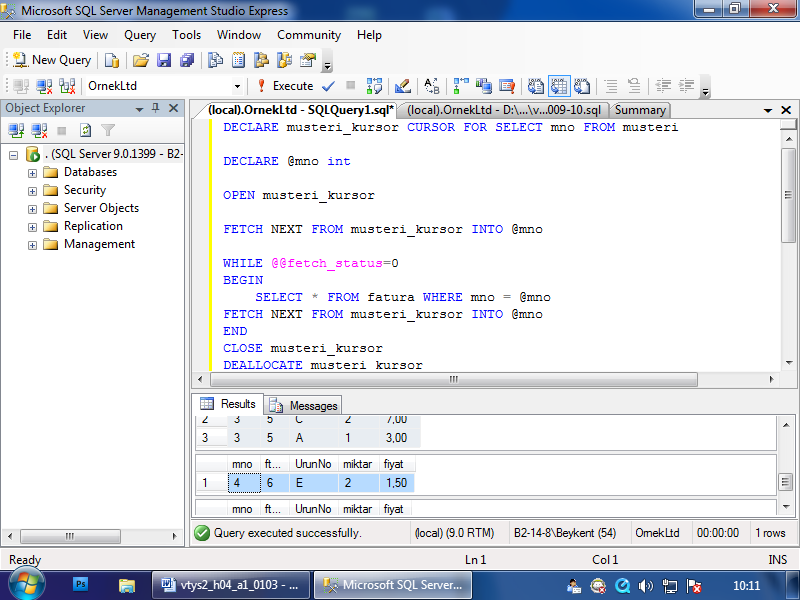 Microsoft SQL Server Management Studio Express
File Edit View Query Tools Window Community Help
New Query
OrnekLtd Execute
Object Explorer
(local).OrnekLtd - SQLQuery1.sql* (local).OrnekLtd - D:\...\v...009-10.sql Summary
. (SQL Server 9.0.1399 - B2-
Databases
Security
Server Objects
Replication
Management
DECLARE musteri_kursor CURSOR FOR SELECT mno FROM musteri
DECLARE @mno int
OPEN musteri_kursor
FETCH NEXT FROM musteri_kursor INTO @mno
WHILE @@fetch_status=0
BEGIN
SELECT * FROM fatura WHERE mno = @mno
FETCH NEXT FROM musteri_kursor INTO @mno
END
CLOSE musteri_kursor
DEALLOCATE musteri_kursor
Results Messages
2 3 5 C 2 7,00
3 3 5 A 1 3,00
mno ft... UrunNo miktar fiyat
1 4 6 E 2 1,50
mno ft... UrunNo miktar fiyat
Query executed successfully. (local) (9.0 RTM) B2-14-8\Beykent (54) OrnekLtd 00:00:00 1 rows
Ready Ln 1 Col 1 INS
Ps vtys2_h04_a1_0103 - ... Microsoft SQL Server... 10:11